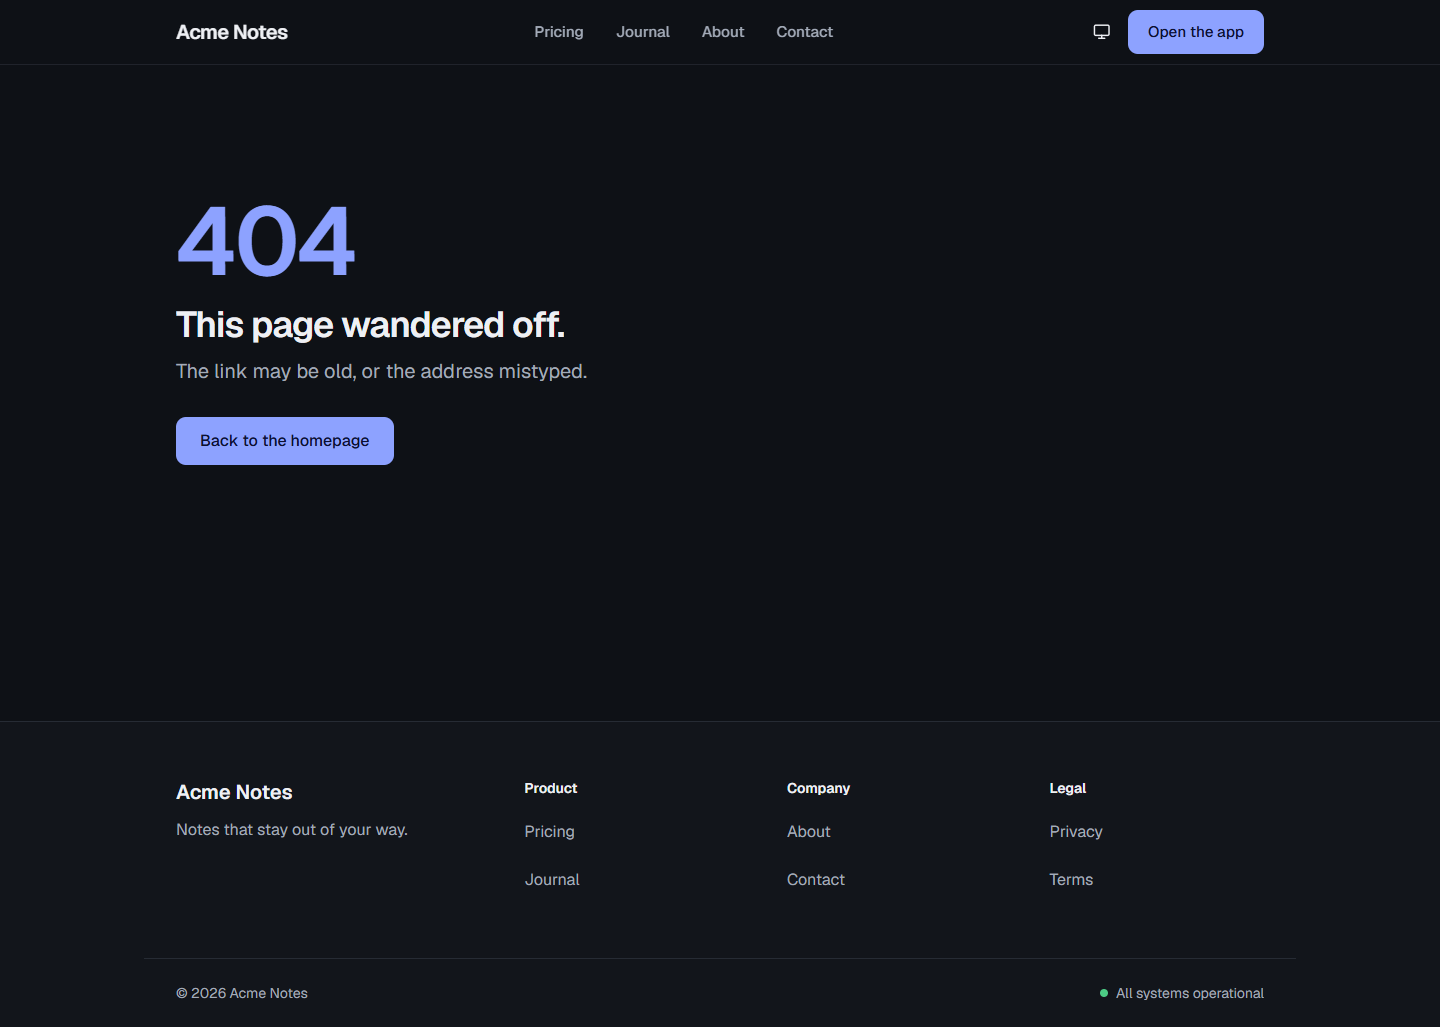 Acme Notes
Pricing
Journal
About
Contact
Open the app
404
This page wandered off.
The link may be old, or the address mistyped.
Back to the homepage
Acme Notes
Notes that stay out of your way.
Product
Pricing
Journal
Company
About
Contact
Legal
Privacy
Terms
© 2026 Acme Notes
All systems operational